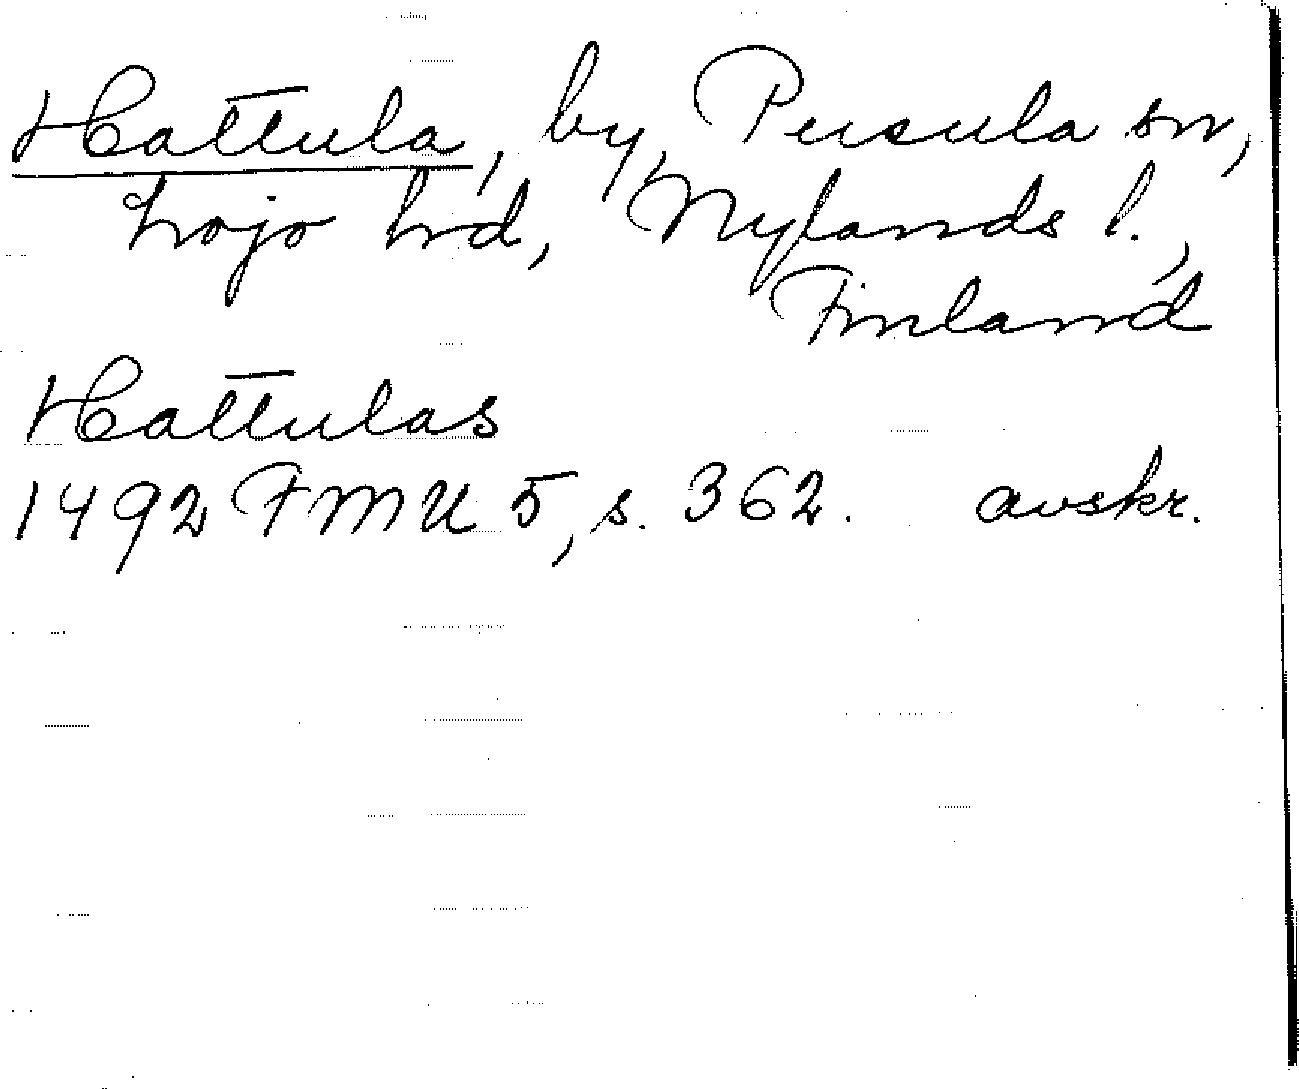 Hattula, by, Pusula sn,
Lojo hd, Nylands l.,
Finland
Hattulas
1492 FMU 5, s. 362. avskr.